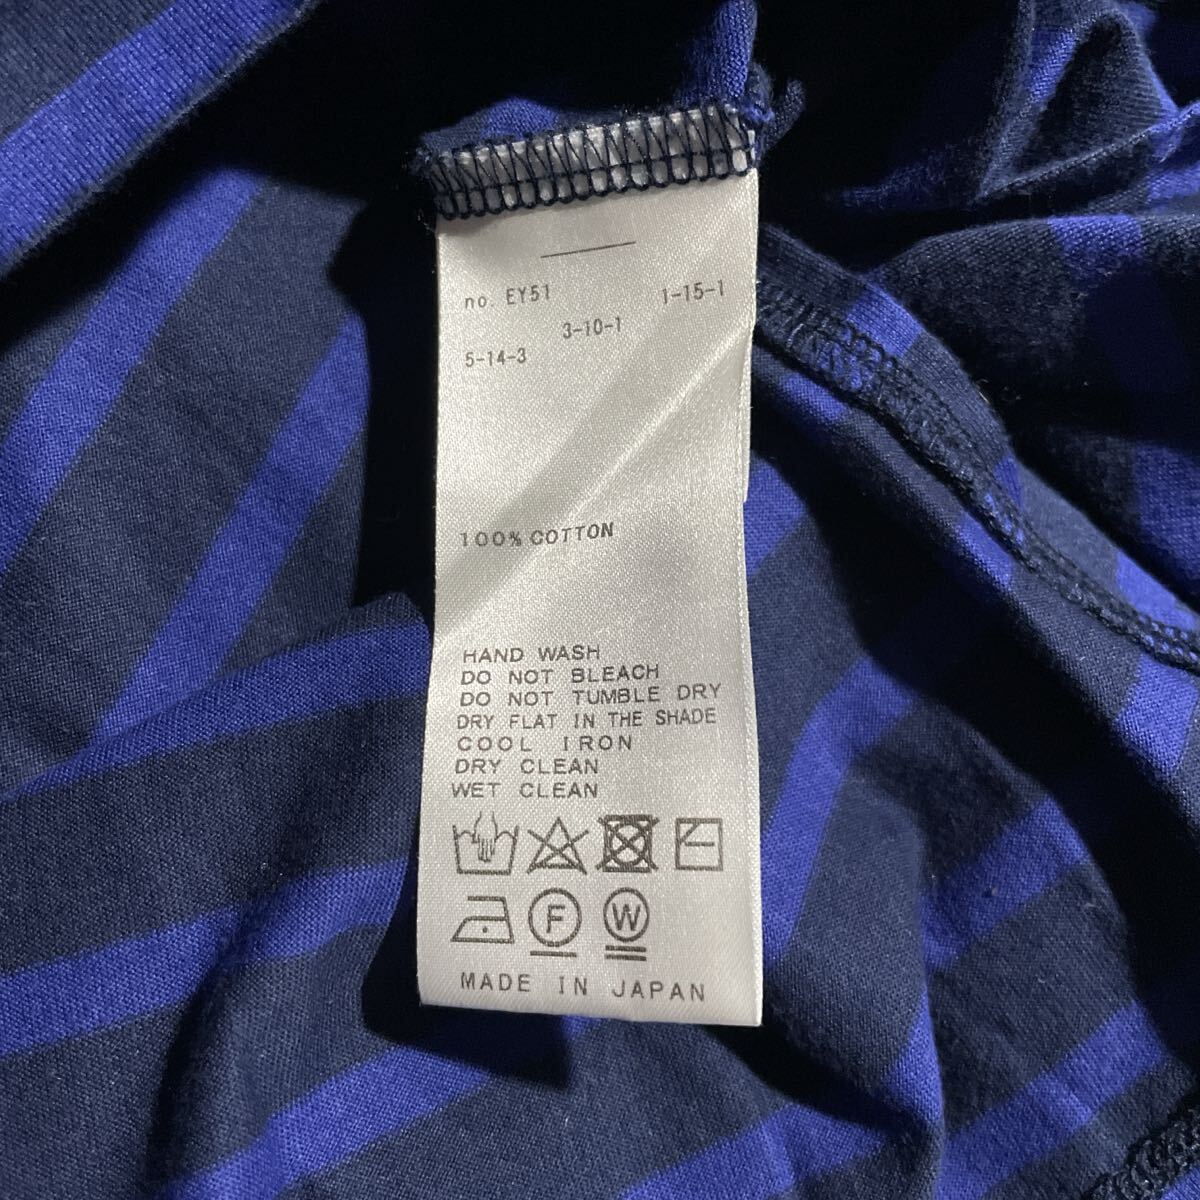 no. EY51 1-15-1
3-10-1
5-14-3
100% COTTON
HAND WASH
DO NOT BLEACH
DO NOT TUMBLE DRY
DRY FLAT IN THE SHADE
COOL IRON
DRY CLEAN
WET CLEAN
F W
MADE IN JAPAN